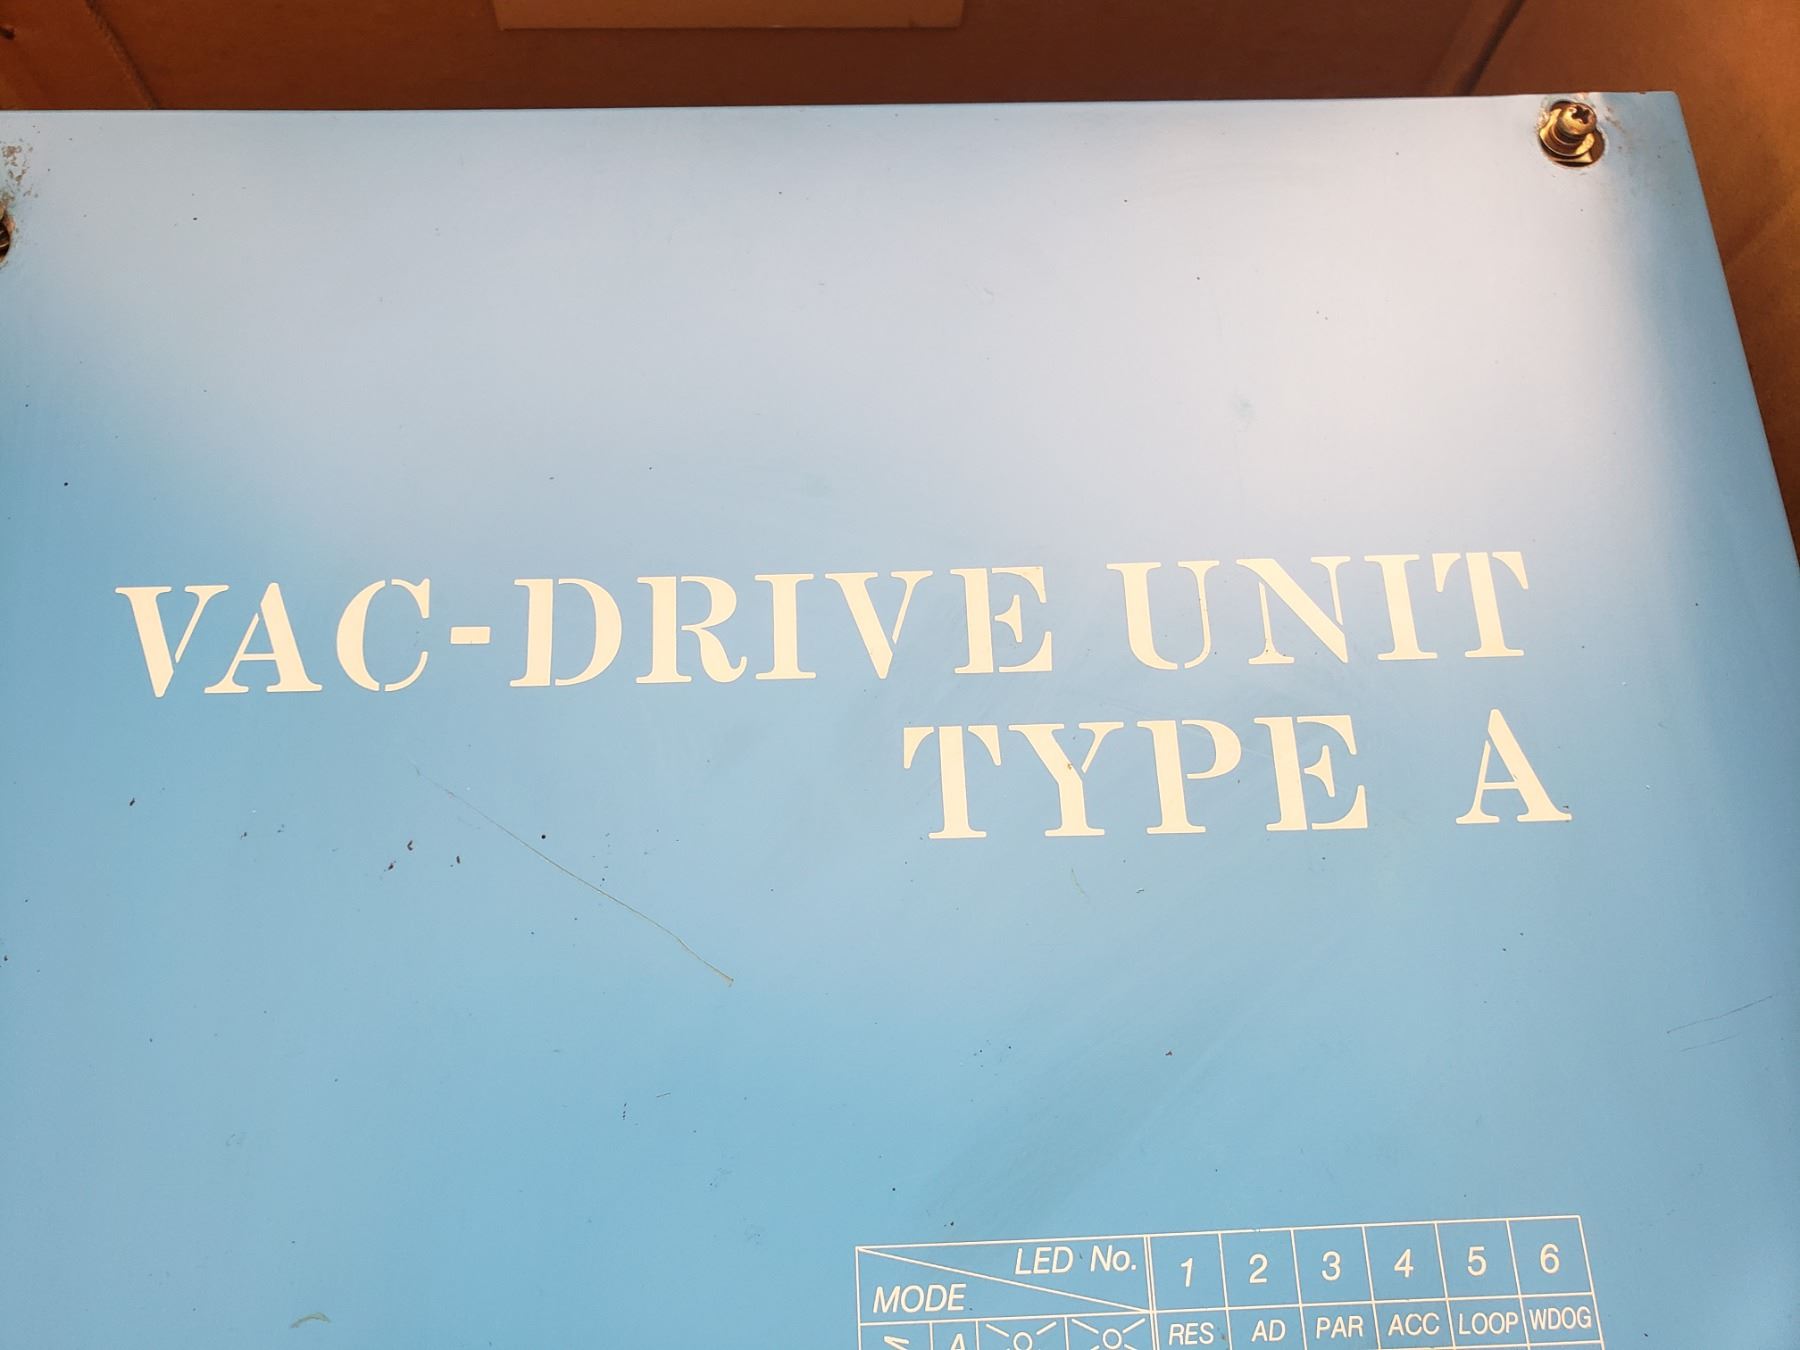 VAC-DRIVE UNIT
TYPE A
LED No. 1 2 3 4 5 6
MODE
A RES AD PAR ACC LOOP WDOG